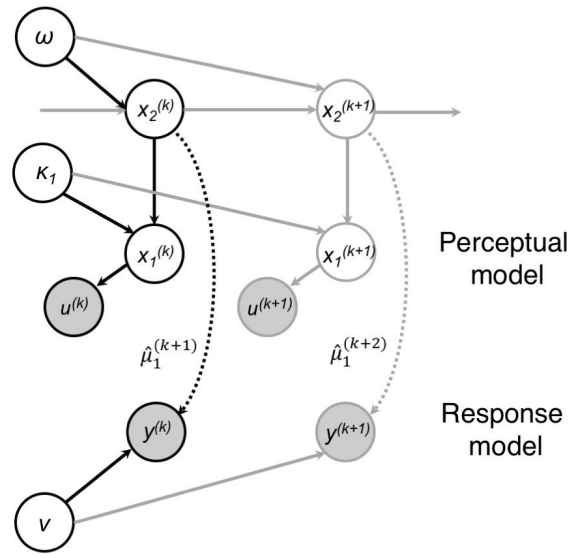 ω
x₂⁽ᵏ⁾
x₂⁽ᵏ⁺¹⁾
κ₁
x₁⁽ᵏ⁾
x₁⁽ᵏ⁺¹⁾
Perceptual
model
u⁽ᵏ⁾
u⁽ᵏ⁺¹⁾
μ̂₁⁽ᵏ⁺¹⁾
μ̂₁⁽ᵏ⁺²⁾
Response
model
y⁽ᵏ⁾
y⁽ᵏ⁺¹⁾
ν